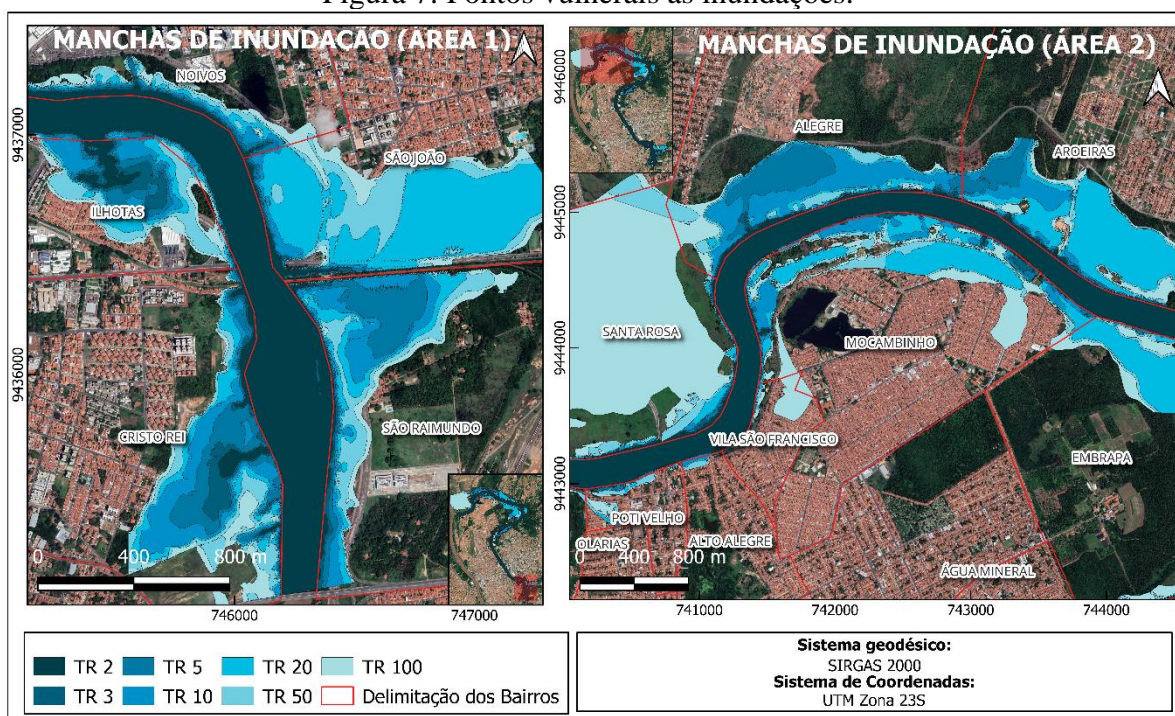 Figura 7: Pontos vulneráis às inundações.
MANCHAS DE INUNDAÇÃO (ÁREA 1)
NOIVOS
SÃO JOÃO
ILHOTAS
CRISTO REI
SÃO RAIMUNDO
9437000
9436000
0 400 800 m
746000 747000
MANCHAS DE INUNDAÇÃO (ÁREA 2)
ALEGRE
AROEIRAS
SANTA ROSA
MOCAMBINHO
VILA SÃO FRANCISCO
EMBRAPA
POTI VELHO
OLARIAS
ALTO ALEGRE
ÁGUA MINERAL
9446000
9445000
9444000
9443000
0 400 800 m
741000 742000 743000 744000
TR 2 TR 5 TR 20 TR 100
TR 3 TR 10 TR 50 Delimitação dos Bairros
Sistema geodésico:
SIRGAS 2000
Sistema de Coordenadas:
UTM Zona 23S